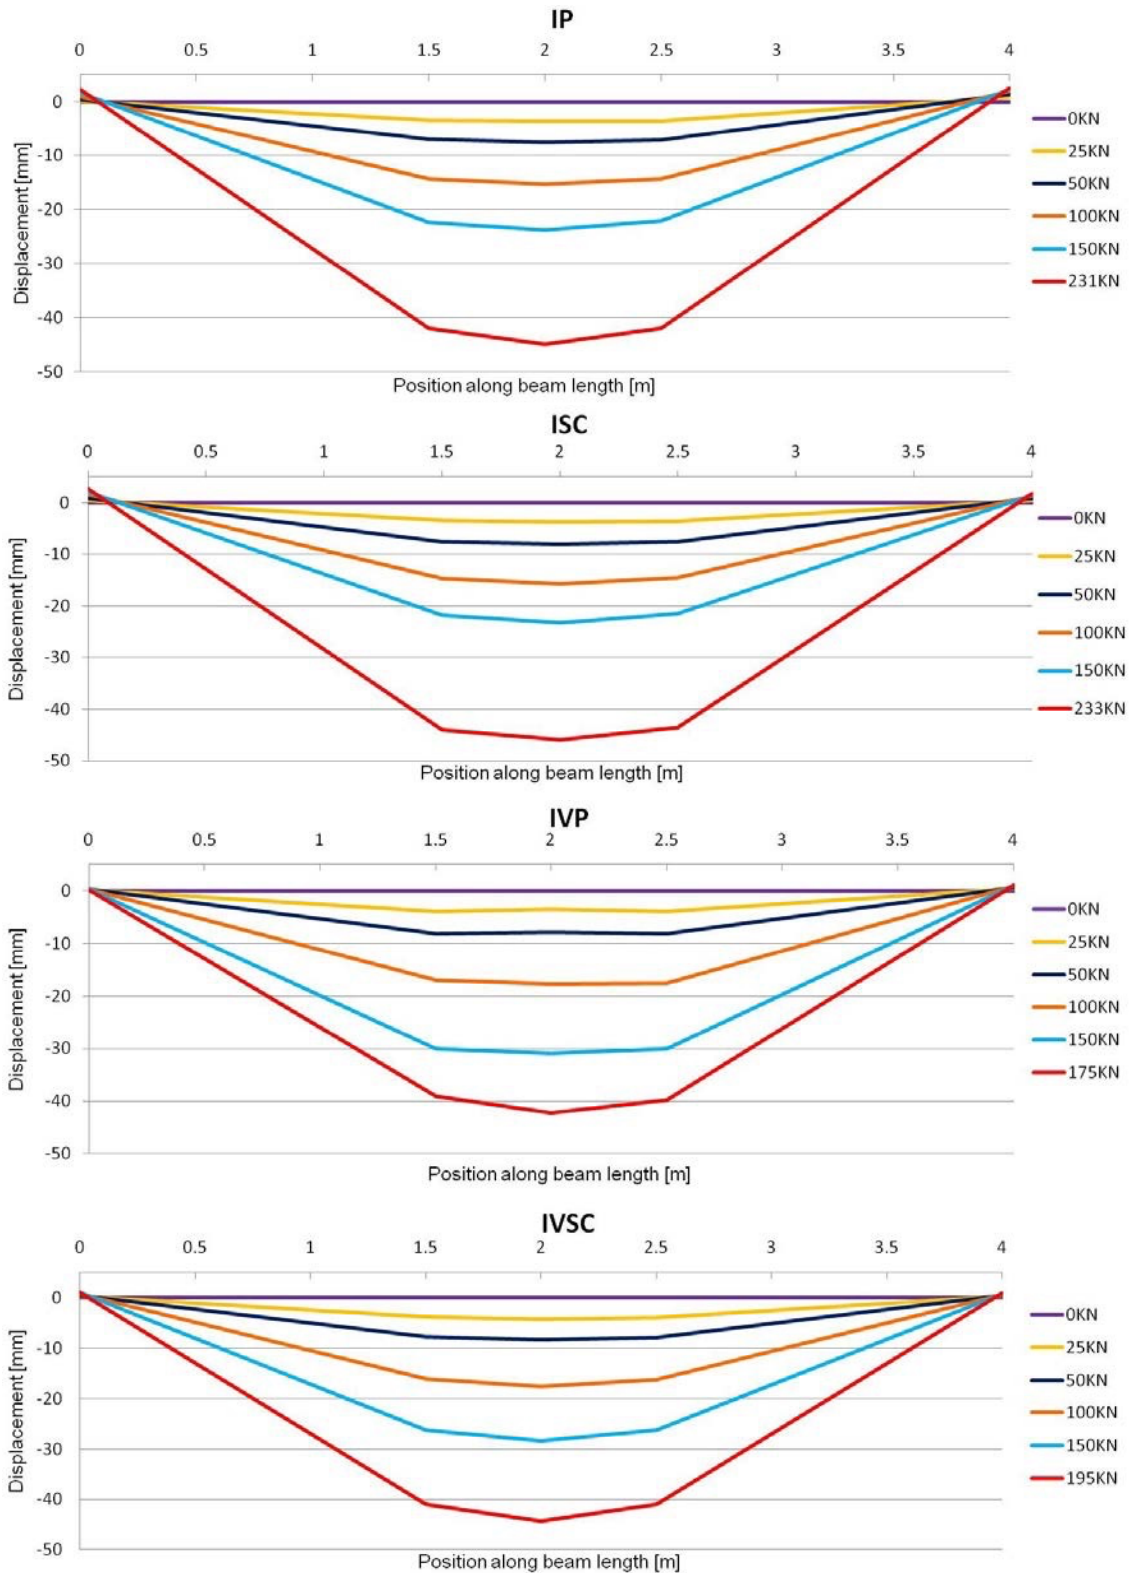 IP
0 0.5 1 1.5 2 2.5 3 3.5 4
0
-10
-20
-30
-40
-50
Displacement [mm]
Position along beam length [m]
0KN
25KN
50KN
100KN
150KN
231KN
ISC
0 0.5 1 1.5 2 2.5 3 3.5 4
0
-10
-20
-30
-40
-50
Displacement [mm]
Position along beam length [m]
0KN
25KN
50KN
100KN
150KN
233KN
IVP
0 0.5 1 1.5 2 2.5 3 3.5 4
0
-10
-20
-30
-40
-50
Displacement [mm]
Position along beam length [m]
0KN
25KN
50KN
100KN
150KN
175KN
IVSC
0 0.5 1 1.5 2 2.5 3 3.5 4
0
-10
-20
-30
-40
-50
Displacement [mm]
Position along beam length [m]
0KN
25KN
50KN
100KN
150KN
195KN